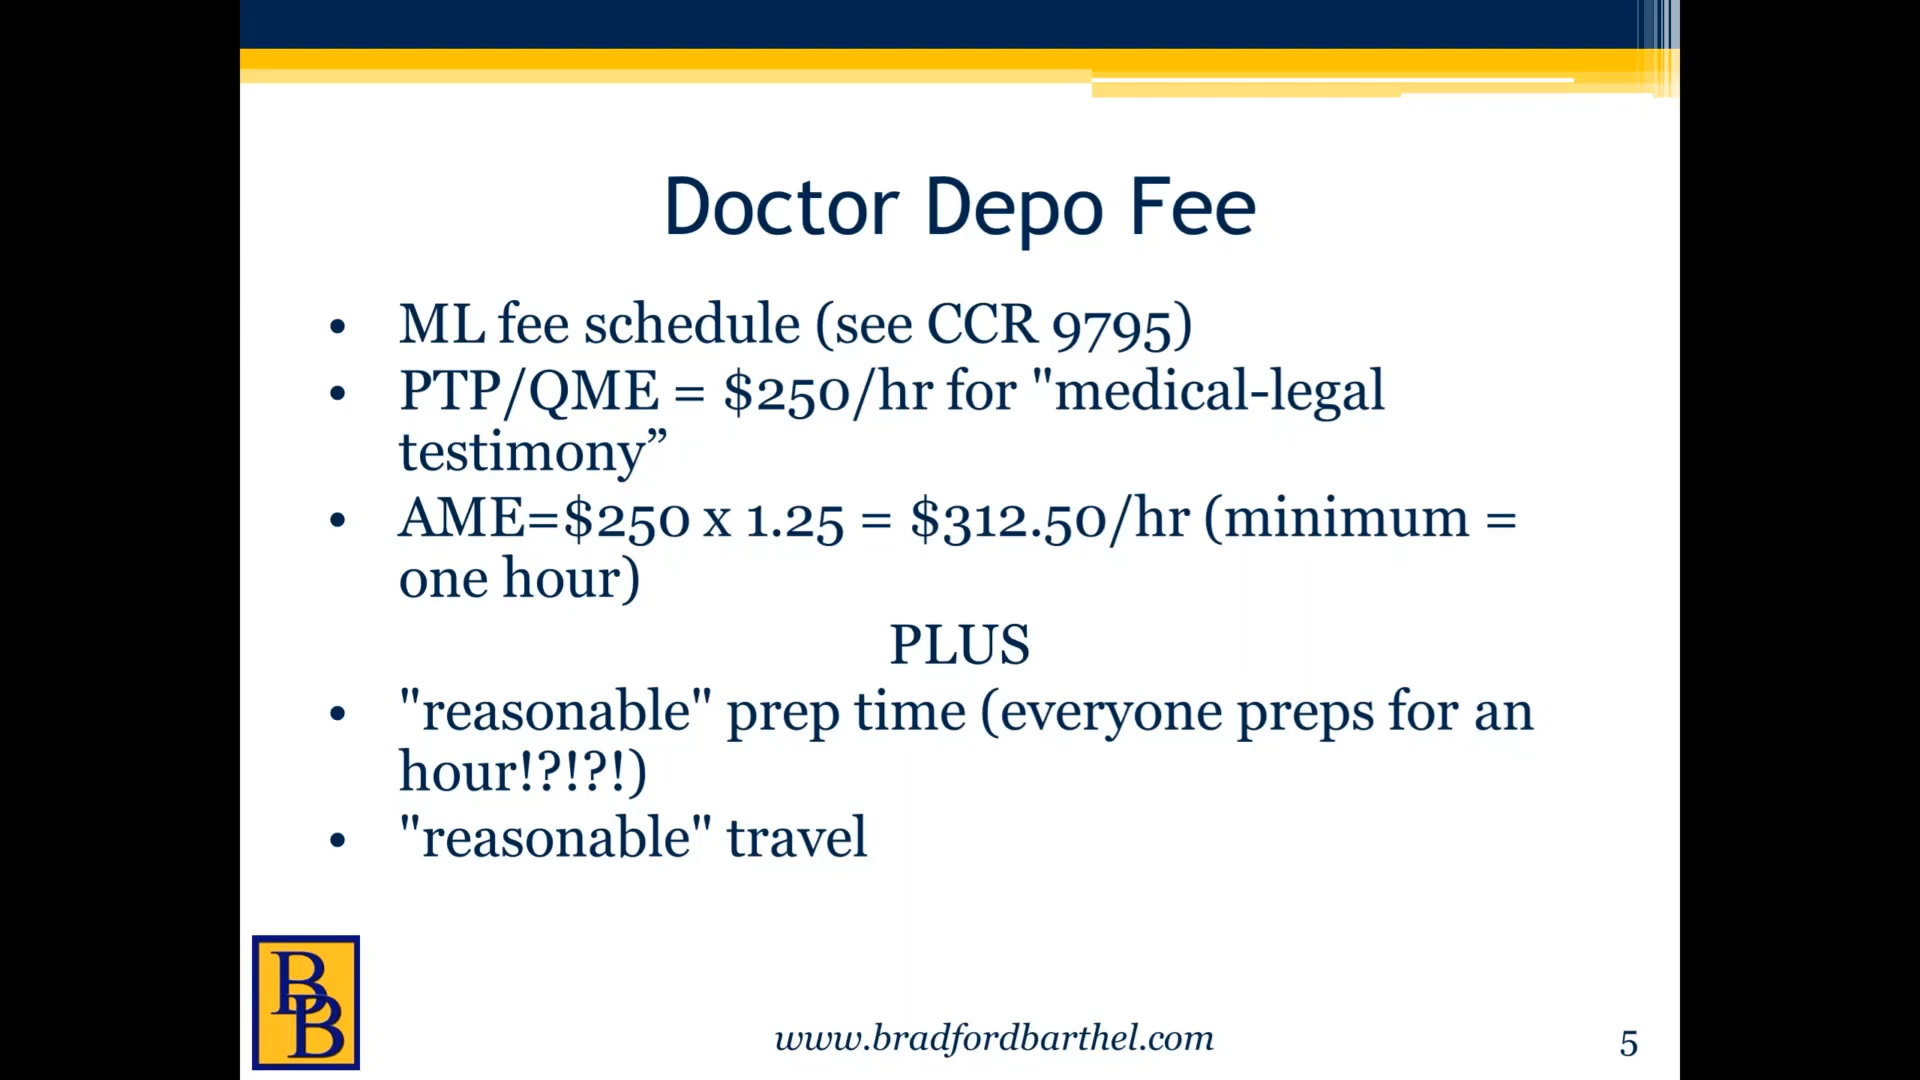 Doctor Depo Fee
• ML fee schedule (see CCR 9795)
• PTP/QME = $250/hr for "medical-legal
testimony”
• AME=$250 x 1.25 = $312.50/hr (minimum =
one hour)
PLUS
• "reasonable" prep time (everyone preps for an
hour!?!?!)
• "reasonable" travel
BB
www.bradfordbarthel.com
5